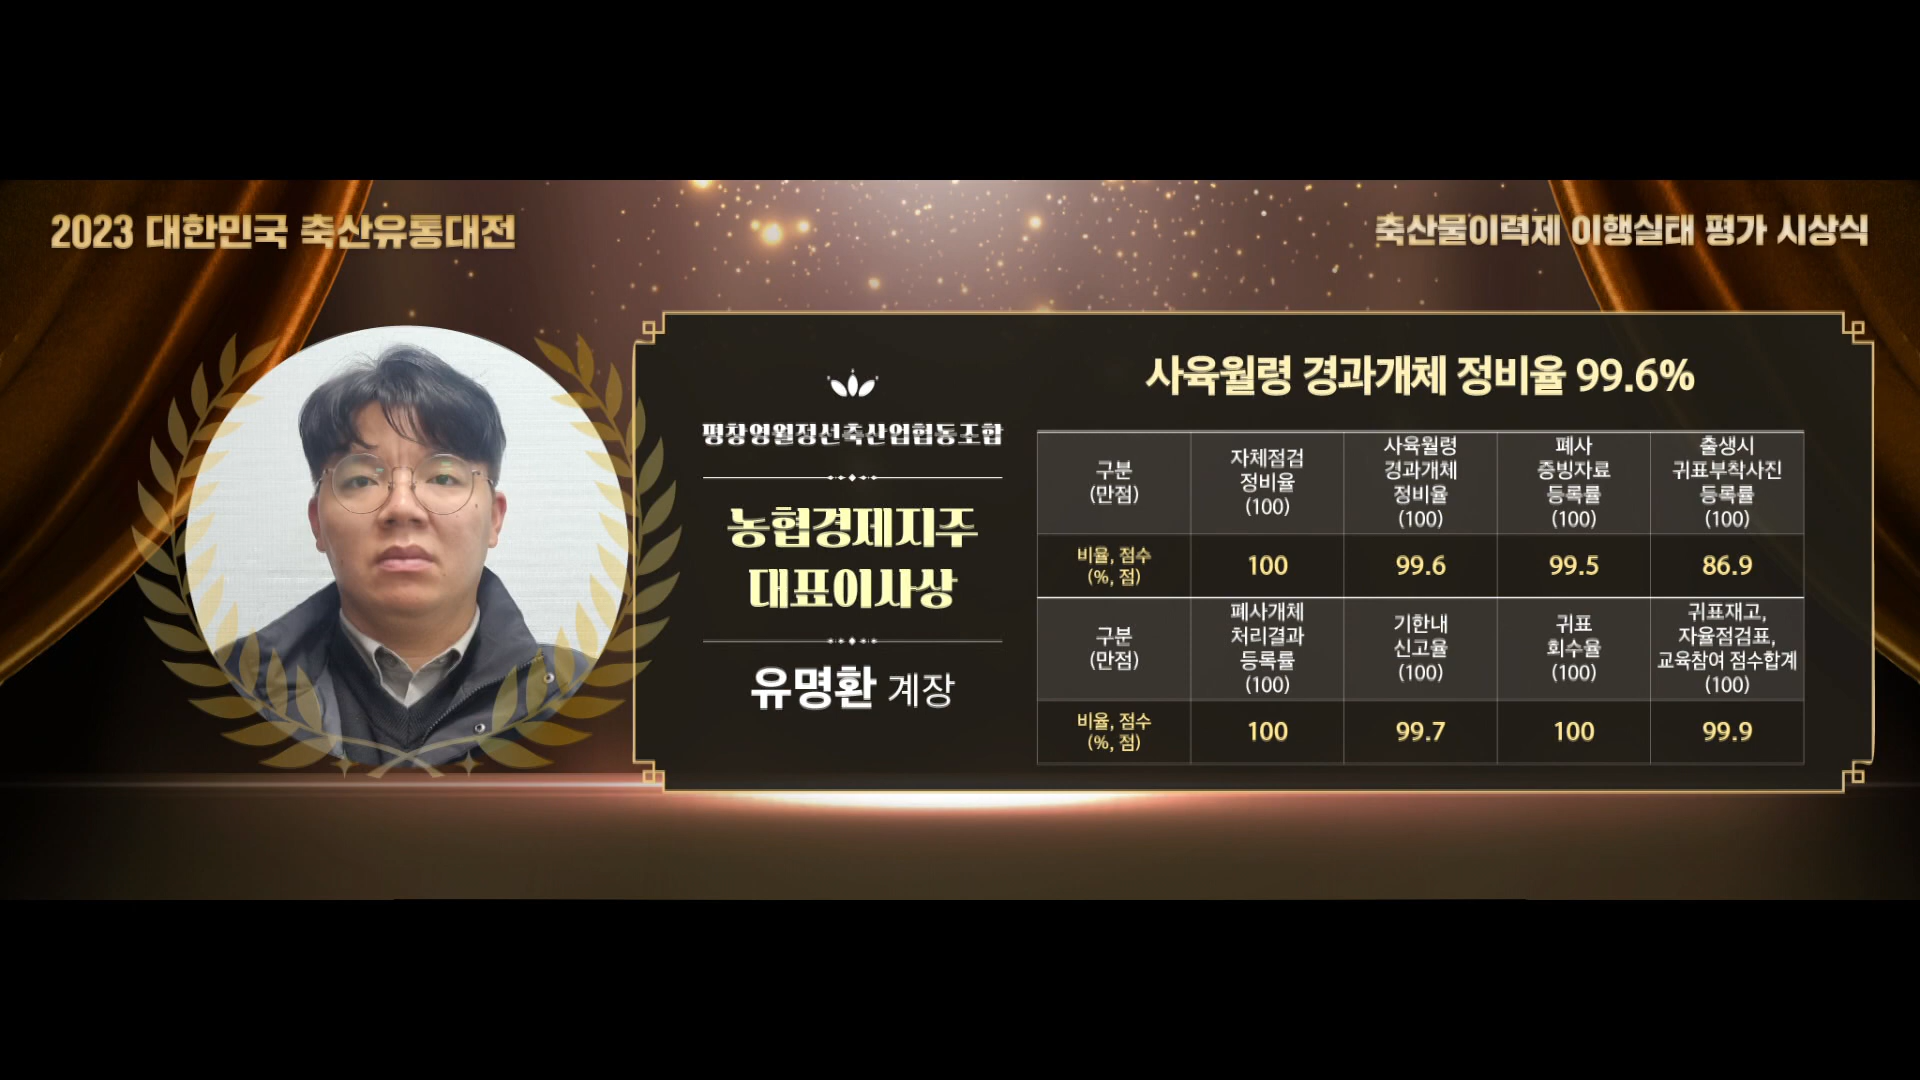 2023 대한민국 축산유통대전
축산물이력제 이행실태 평가 시상식
평창영월정선축산업협동조합
농협경제지주
대표이사상
유명환 계장
사육월령 경과개체 정비율 99.6%
구분
(만점)
자체점검
정비율
(100)
사육월령
경과개체
정비율
(100)
폐사
증빙자료
등록률
(100)
출생시
귀표부착사진
등록률
(100)
비율, 점수
(%, 점)
100
99.6
99.5
86.9
구분
(만점)
폐사개체
처리결과
등록률
(100)
기한내
신고율
(100)
귀표
회수율
(100)
귀표재고,
자율점검표,
교육참여 점수합계
(100)
비율, 점수
(%, 점)
100
99.7
100
99.9